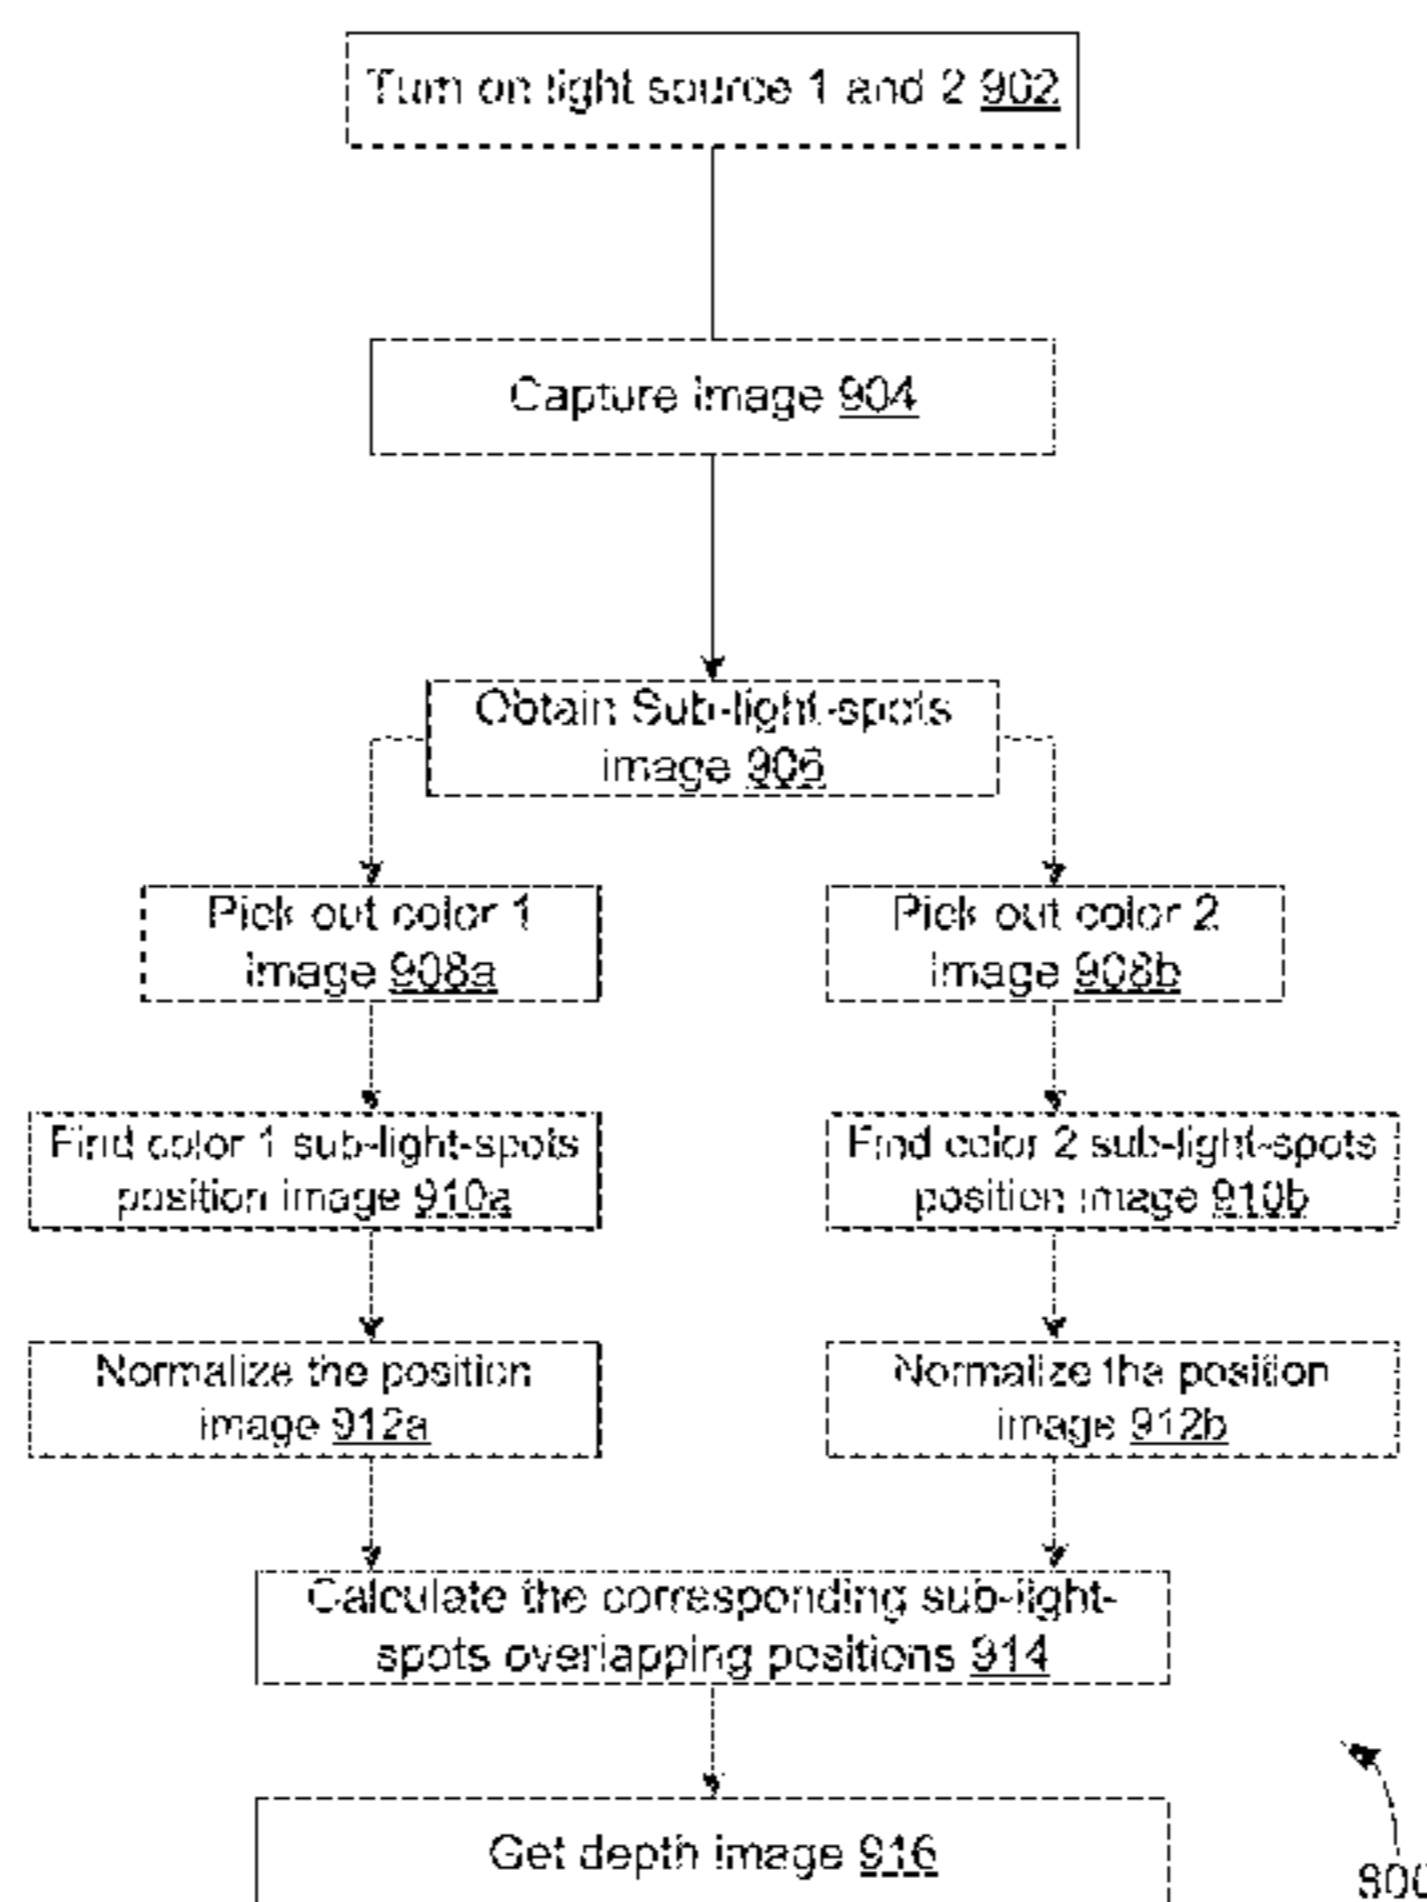 Turn on light source 1 and 2 902
Capture image 904
Obtain Sub-light-spots
image 906
Pick out color 1
image 908a
Pick out color 2
image 908b
Find color 1 sub-light-spots
position image 910a
Find color 2 sub-light-spots
position image 910b
Normalize the position
image 912a
Normalize the position
image 912b
Calculate the corresponding sub-light-
spots overlapping positions 914
Get depth image 916